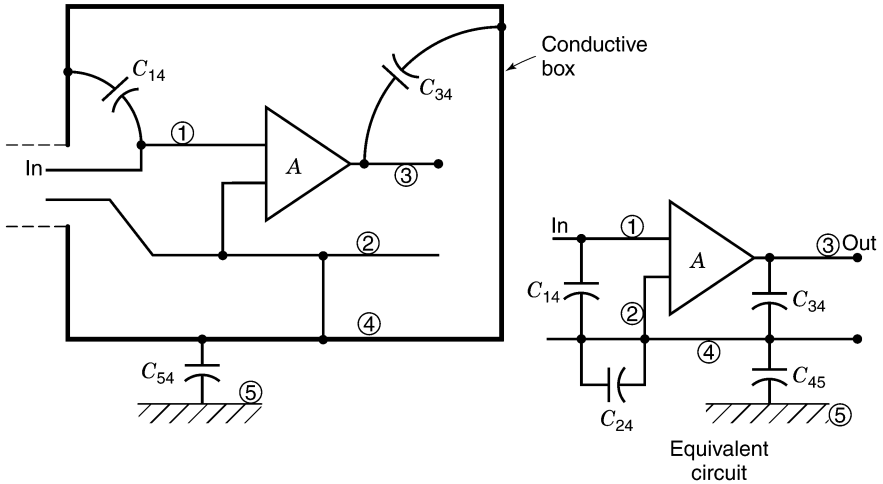 C14
C34
Conductive
box
①
In
A
③
②
④
C54
⑤
In
①
A
③ Out
C14
②
C34
④
C45
C24
⑤
Equivalent
circuit